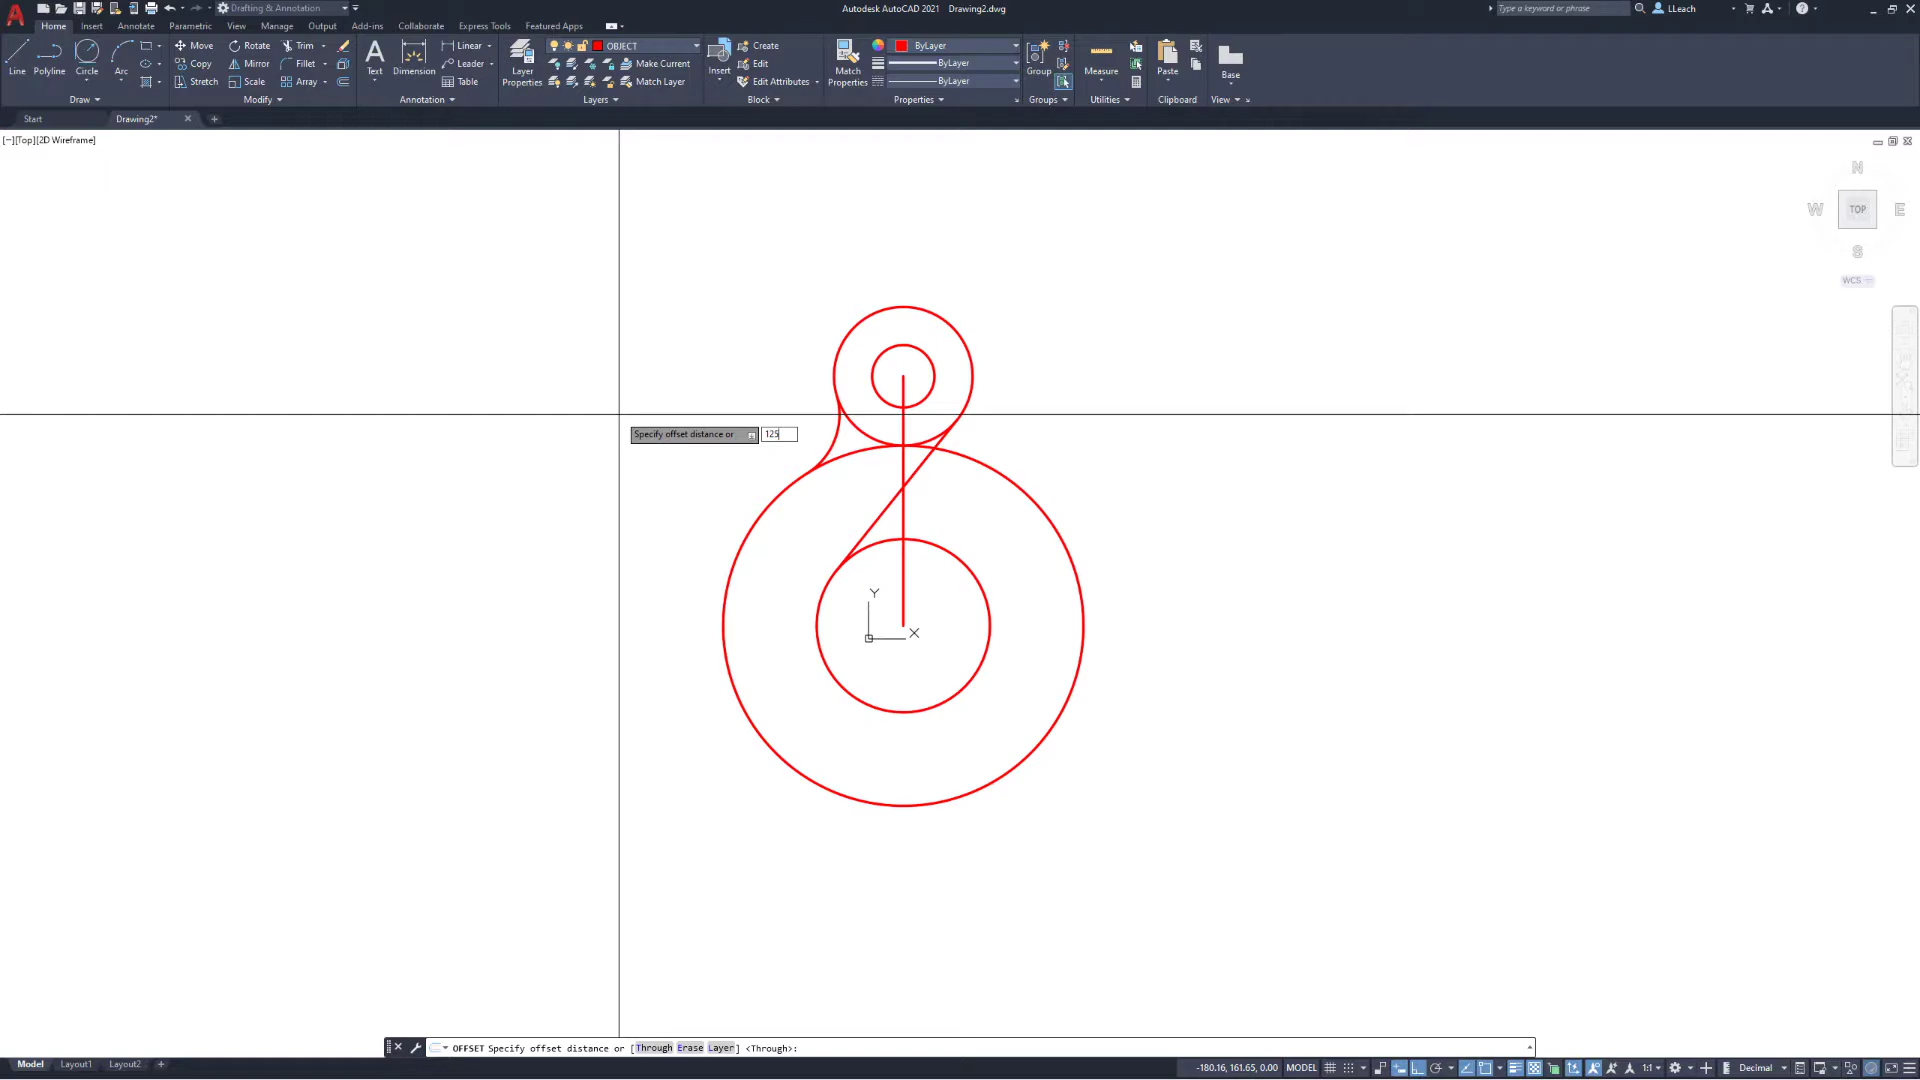 Drafting & Annotation
Autodesk AutoCAD 2021 Drawing2.dwg
Type a keyword or phrase
LLeach
Home Insert Annotate Parametric View Manage Output Add-ins Collaborate Express Tools Featured Apps
Line Polyline Circle Arc
Move Rotate Trim
Copy Mirror Fillet
Stretch Scale Array
Text Dimension
Linear
Leader
Table
Layer Properties
OBJECT
Make Current
Match Layer
Insert
Create
Edit
Edit Attributes
Match Properties
ByLayer
ByLayer
ByLayer
Group
Measure
Paste
Base
Draw Modify Annotation Layers Block Properties Groups Utilities Clipboard View
Start Drawing2*
[−][Top][2D Wireframe]
N
W TOP E
S
WCS
Specify offset distance or 125
Y
X
OFFSET Specify offset distance or [Through Erase Layer] <Through>:
Model Layout1 Layout2
-180.16, 161.65, 0.00 MODEL 1:1 Decimal